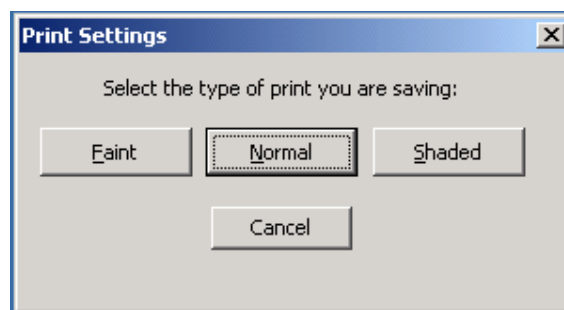 Print Settings
Select the type of print you are saving:
Faint Normal Shaded
Cancel